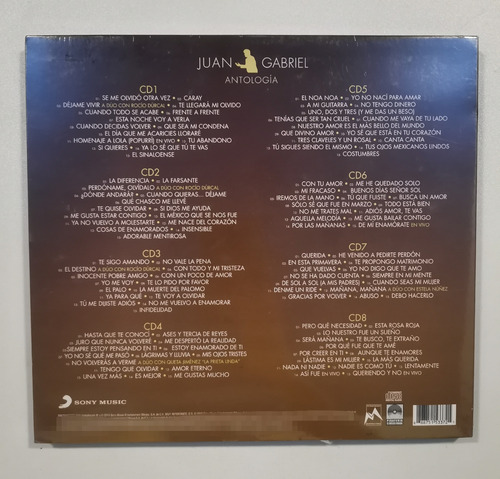 JUAN GABRIEL
ANTOLOGÍA
CD1
SE ME OLVIDÓ OTRA VEZ • CARAY
DÉJAME VIVIR A DÚO CON ROCÍO DÚRCAL • TE LLEGARÁ MI OLVIDO
CUANDO TODO SE ACABE • FRENTE A FRENTE
ESTA NOCHE VOY A VERLA
CUANDO DECIDAS VOLVER • QUE SEA MI CONDENA
EL DÍA QUE ME ACARICIES LLORARÉ
HOMENAJE A LOLA (POPURRÍ) EN VIVO • TU ABANDONO
SI QUIERES • YA LO SÉ QUE TÚ TE VAS
EL SINALOENSE
CD2
LA DIFERENCIA • LA FARSANTE
PERDÓNAME, OLVÍDALO A DÚO CON ROCÍO DÚRCAL
¿DÓNDE ANDARÁ? • CUANDO QUIERAS... DÉJAME
QUÉ CHASCO ME LLEVÉ
TE QUISE OLVIDAR • SI DIOS ME AYUDA
ME GUSTA ESTAR CONTIGO • EL MÉXICO QUE SE NOS FUE
YA NO VUELVO A MOLESTARTE • ME NACE DEL CORAZÓN
COSAS DE ENAMORADOS • INSENSIBLE
ADORABLE MENTIROSA
CD3
TE SIGO AMANDO • NO VALE LA PENA
EL DESTINO A DÚO CON ROCÍO DÚRCAL • CON TODO Y MI TRISTEZA
INOCENTE POBRE AMIGO • CON UN POCO DE AMOR
YO ME VOY • TE LO PIDO POR FAVOR
EL PALO • LA MUERTE DEL PALOMO
YA PARA QUÉ • TE VOY A OLVIDAR
TÚ ME DIJISTE ADIÓS • NO ME VUELVO A ENAMORAR
INFIDELIDAD
CD4
HASTA QUE TE CONOCÍ • ASES Y TERCIA DE REYES
JURO QUE NUNCA VOLVERÉ • ME DESPERTÓ LA REALIDAD
SIEMPRE ESTOY PENSANDO EN TI • ESTOY ENAMORADO DE TI
YO NO SÉ QUÉ ME PASÓ • LÁGRIMAS Y LLUVIA • MIS OJOS TRISTES
NO VOLVERÁS A VERME A DÚO CON QUETA JIMÉNEZ "LA PRIETA LINDA"
TENGO QUE OLVIDAR • AMOR ETERNO
UNA VEZ MÁS • ES MEJOR • ME GUSTAS MUCHO
CD5
EL NOA NOA • YO NO NACÍ PARA AMAR
A MI GUITARRA • NO TENGO DINERO
UNO, DOS Y TRES (Y ME DAS UN BESO)
TENÍAS QUE SER TAN CRUEL • CUANDO ME VAYA DE TU LADO
NUESTRO AMOR ES EL MÁS BELLO DEL MUNDO
QUE DIVINO AMOR • YO SÉ QUE ESTÁ EN TU CORAZÓN
TRES CLAVELES Y UN ROSAL • CANTA CANTA
TÚ SIGUES SIENDO EL MISMO • TUS OJOS MEXICANOS LINDOS
COSTUMBRES
CD6
CON TU AMOR • ME HE QUEDADO SOLO
MI FRACASO • BUENOS DÍAS SEÑOR SOL
IREMOS DE LA MANO • TÚ QUE FUISTE • BUSCA UN AMOR
SÓLO SÉ QUE FUE EN MARZO • TODO ESTÁ BIEN
NO ME TRATES MAL • ADIÓS AMOR, TE VAS
AQUELLA MELODÍA • ME GUSTA BAILAR CONTIGO
POR LAS MAÑANAS • DE MÍ ENAMÓRATE EN VIVO
CD7
QUERIDA • HE VENIDO A PEDIRTE PERDÓN
EN ESTA PRIMAVERA • TE PROPONGO MATRIMONIO
QUE VUELVAS • YO NO DIGO QUE TE AMO
NO SE HA DADO CUENTA • SIEMPRE EN MI MENTE
DE SOL A SOL (A MIS PADRES) • CUANDO SEAS MI MUJER
DENME UN RIDE • MAÑANA, MAÑANA A DÚO CON ESTELA NÚÑEZ
GRACIAS POR VOLVER • ABUSO • DEBO HACERLO
CD8
PERO QUÉ NECESIDAD • ESTA ROSA ROJA
LO NUESTRO FUE UN SUEÑO
SERÁ MAÑANA • TE BUSCO, TE EXTRAÑO
POR QUÉ FUE QUE TE AMÉ
POR CREER EN TI • AUNQUE TE ENAMORES
LÁSTIMA ES MI MUJER • LA MÁS QUERIDA
NADA NI NADIE • NADIE ES COMO TÚ • LENTAMENTE
ASÍ FUE EN VIVO • QUERIENDO Y NO EN VIVO
SONY MUSIC